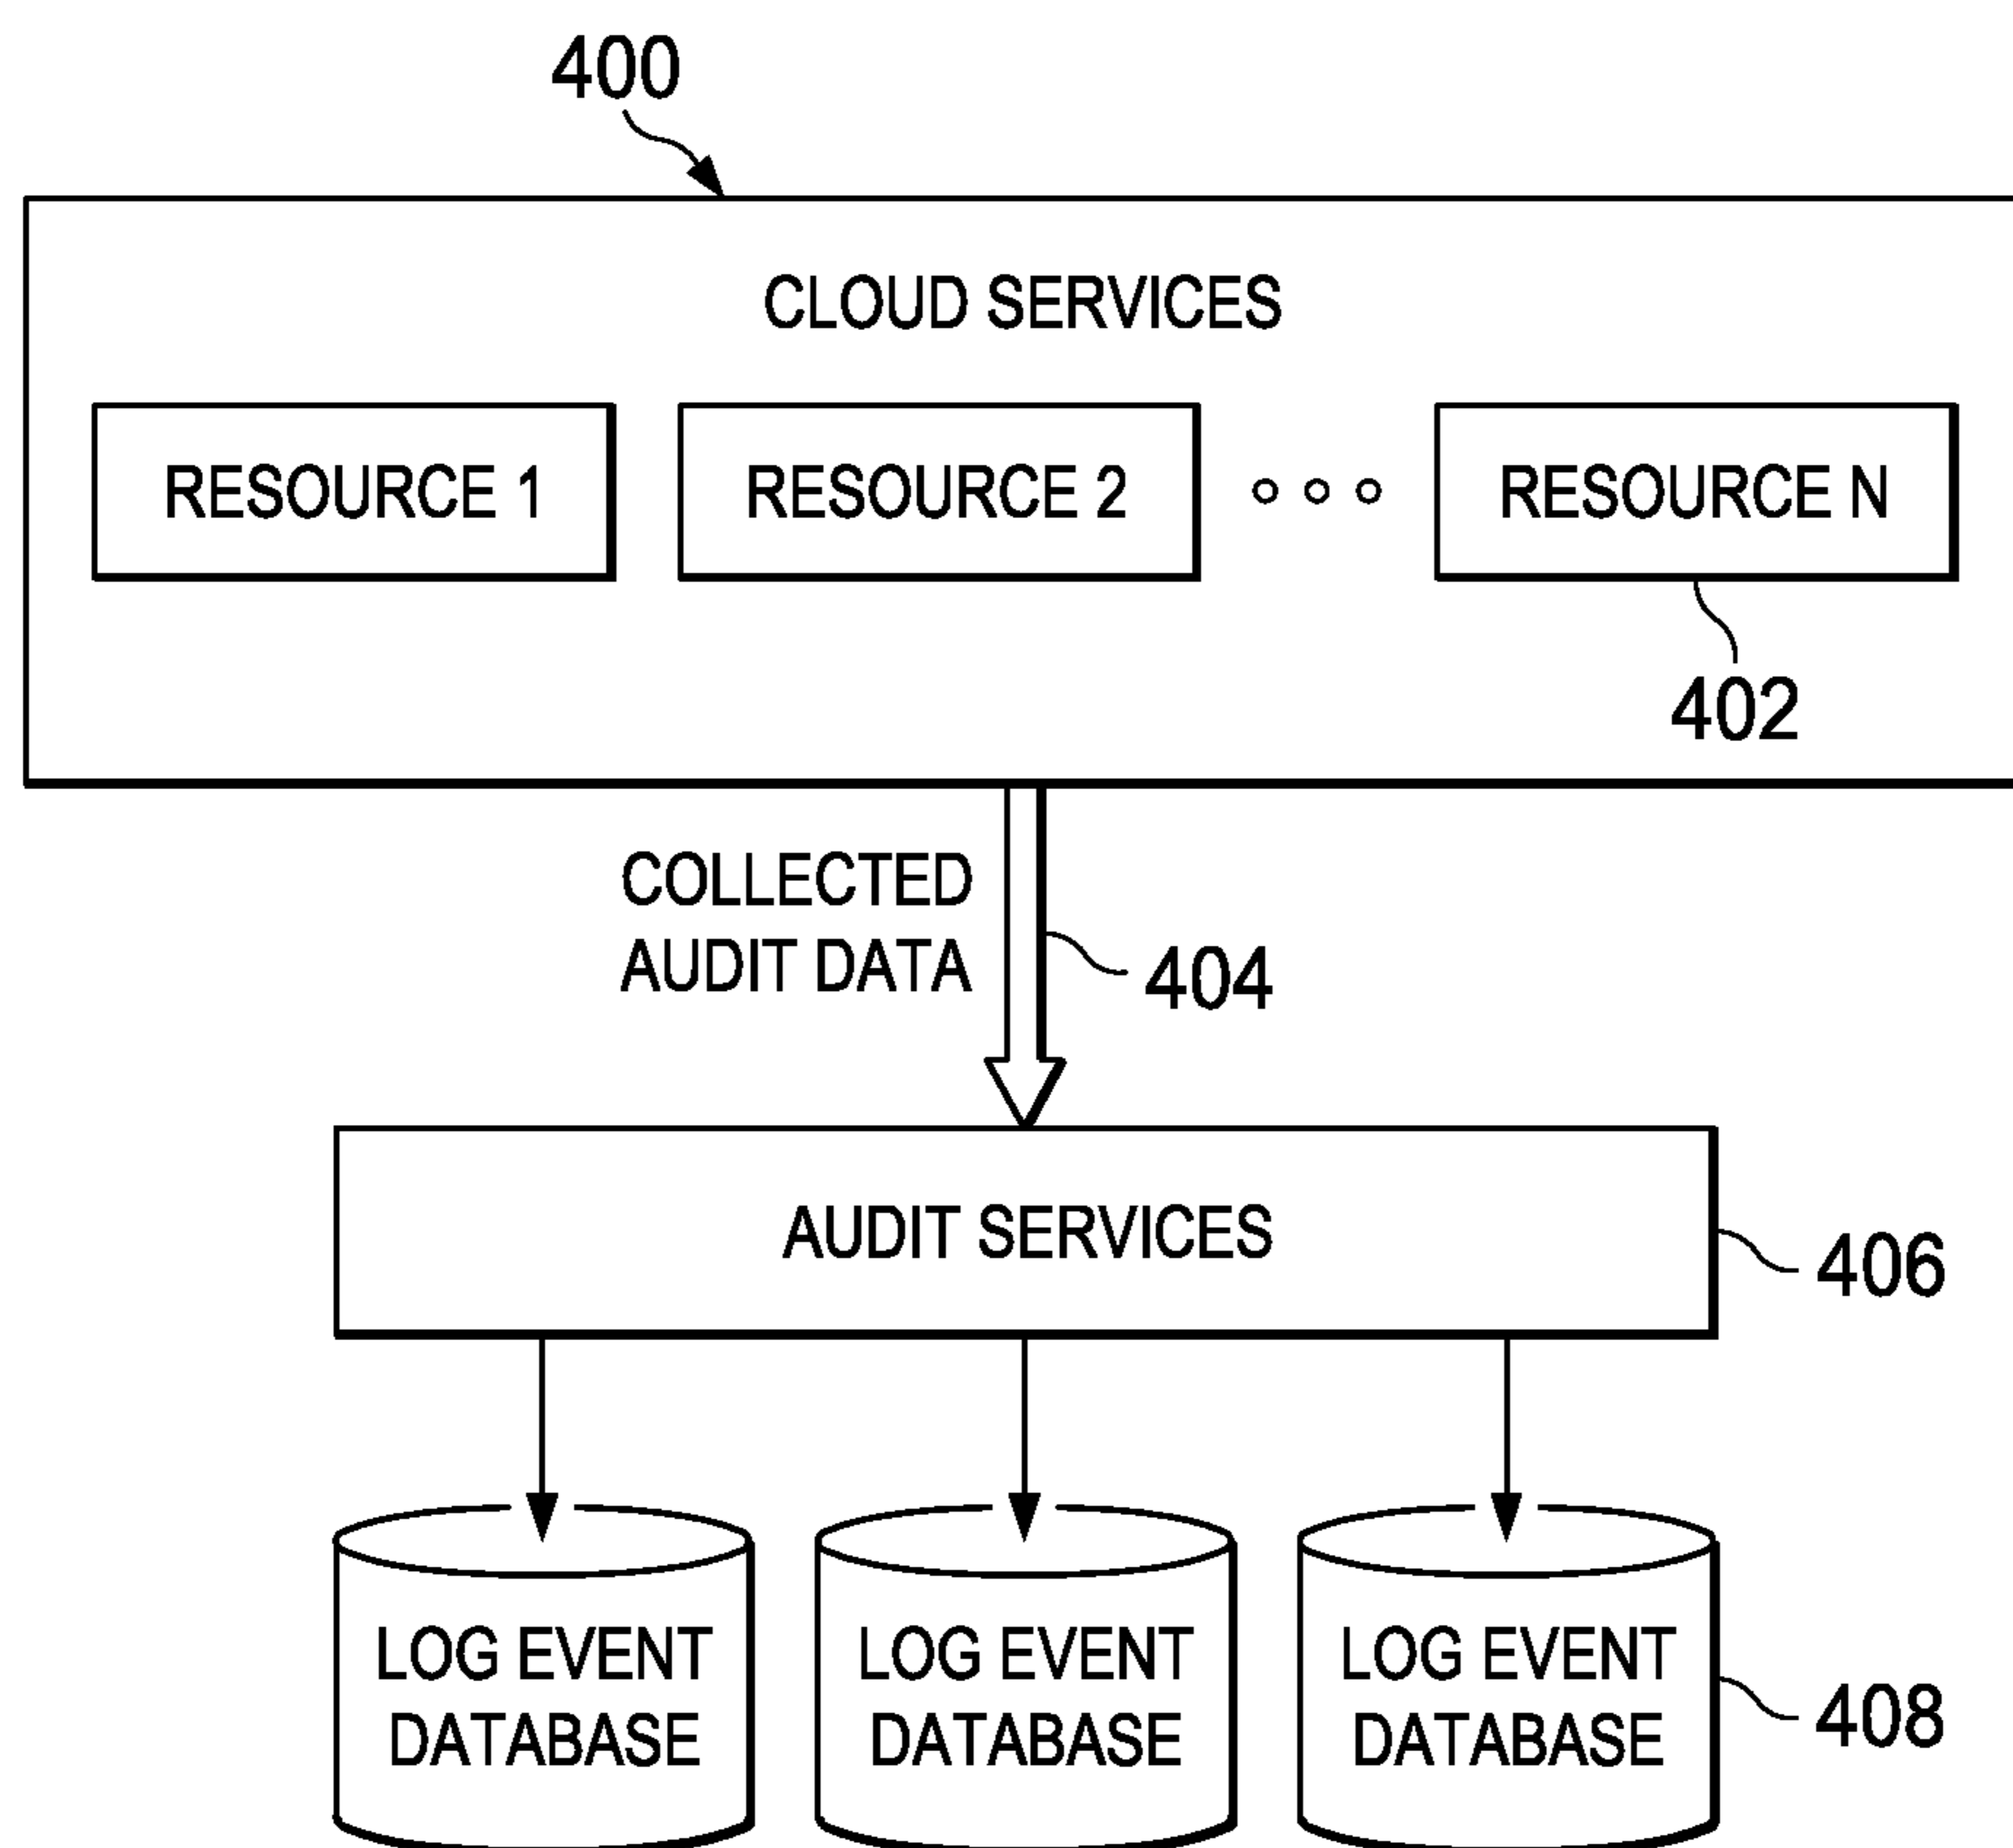 400
CLOUD SERVICES
RESOURCE 1
RESOURCE 2
RESOURCE N
402
COLLECTED
AUDIT DATA
404
AUDIT SERVICES
406
LOG EVENT
DATABASE
LOG EVENT
DATABASE
LOG EVENT
DATABASE
408